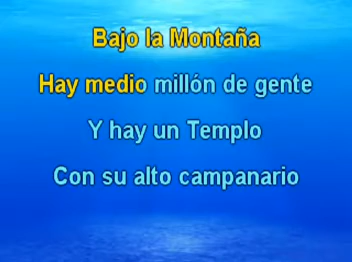 Bajo la Montaña
Hay medio millón de gente
Y hay un Templo
Con su alto campanario